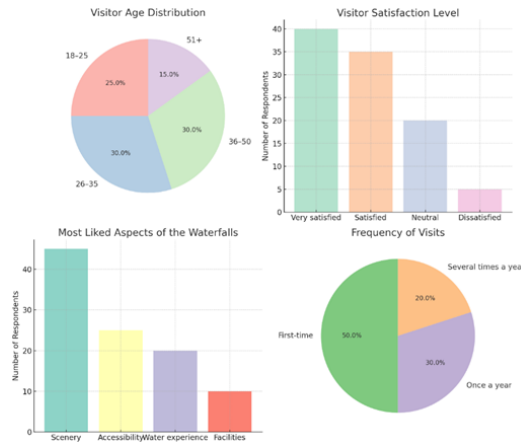 Visitor Age Distribution
51+
18–25
15.0%
25.0%
30.0%
30.0%
36–50
26–35
Visitor Satisfaction Level
Number of Respondents
40
35
30
25
20
15
10
5
0
Very satisfied
Satisfied
Neutral
Dissatisfied
Most Liked Aspects of the Waterfalls
Number of Respondents
40
30
20
10
0
Scenery
Accessibility
Water experience
Facilities
Frequency of Visits
Several times a year
20.0%
First-time
50.0%
30.0%
Once a year